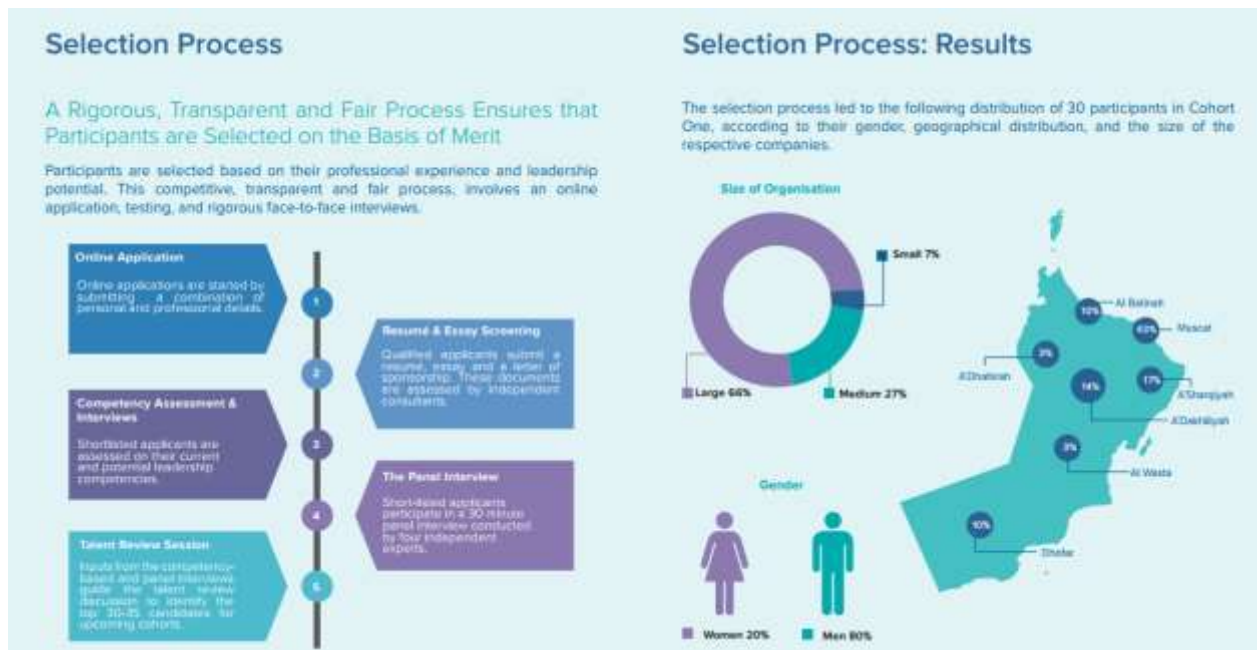 Selection Process
A Rigorous, Transparent and Fair Process Ensures that
Participants are Selected on the Basis of Merit
Participants are selected based on their professional experience and leadership
potential. This competitive, transparent and fair process, involves an online
application, testing, and rigorous face-to-face interviews.
Online Application
Online applications are started by
submitting a combination of
personal and professional details.
1
Resumé & Essay Screening
Qualified applicants submit a
resume, essay and a letter of
sponsorship. These documents
are assessed by independent
consultants.
2
Competency Assessment &
Interviews
Shortlisted applicants are
assessed on their current
and potential leadership
competencies.
3
The Panel Interview
Short-listed applicants
participate in a 30 minute
panel interview conducted
by four independent
experts.
4
Talent Review Session
Inputs from the competency-
based and panel interviews
guide the talent review
discussion to identify the
top 30-35 candidates for
upcoming cohorts.
5
Selection Process: Results
The selection process led to the following distribution of 30 participants in Cohort
One, according to their gender, geographical distribution, and the size of the
respective companies.
Size of Organisation
Small 7%
Large 66%
Medium 27%
Gender
Women 20%
Men 80%
10%
Al Batinah
Muscat
3%
A'Dhahirah
14%
17%
A'Sharqiyah
A'Dakhiliyah
3%
Al Wusta
10%
Dhofar